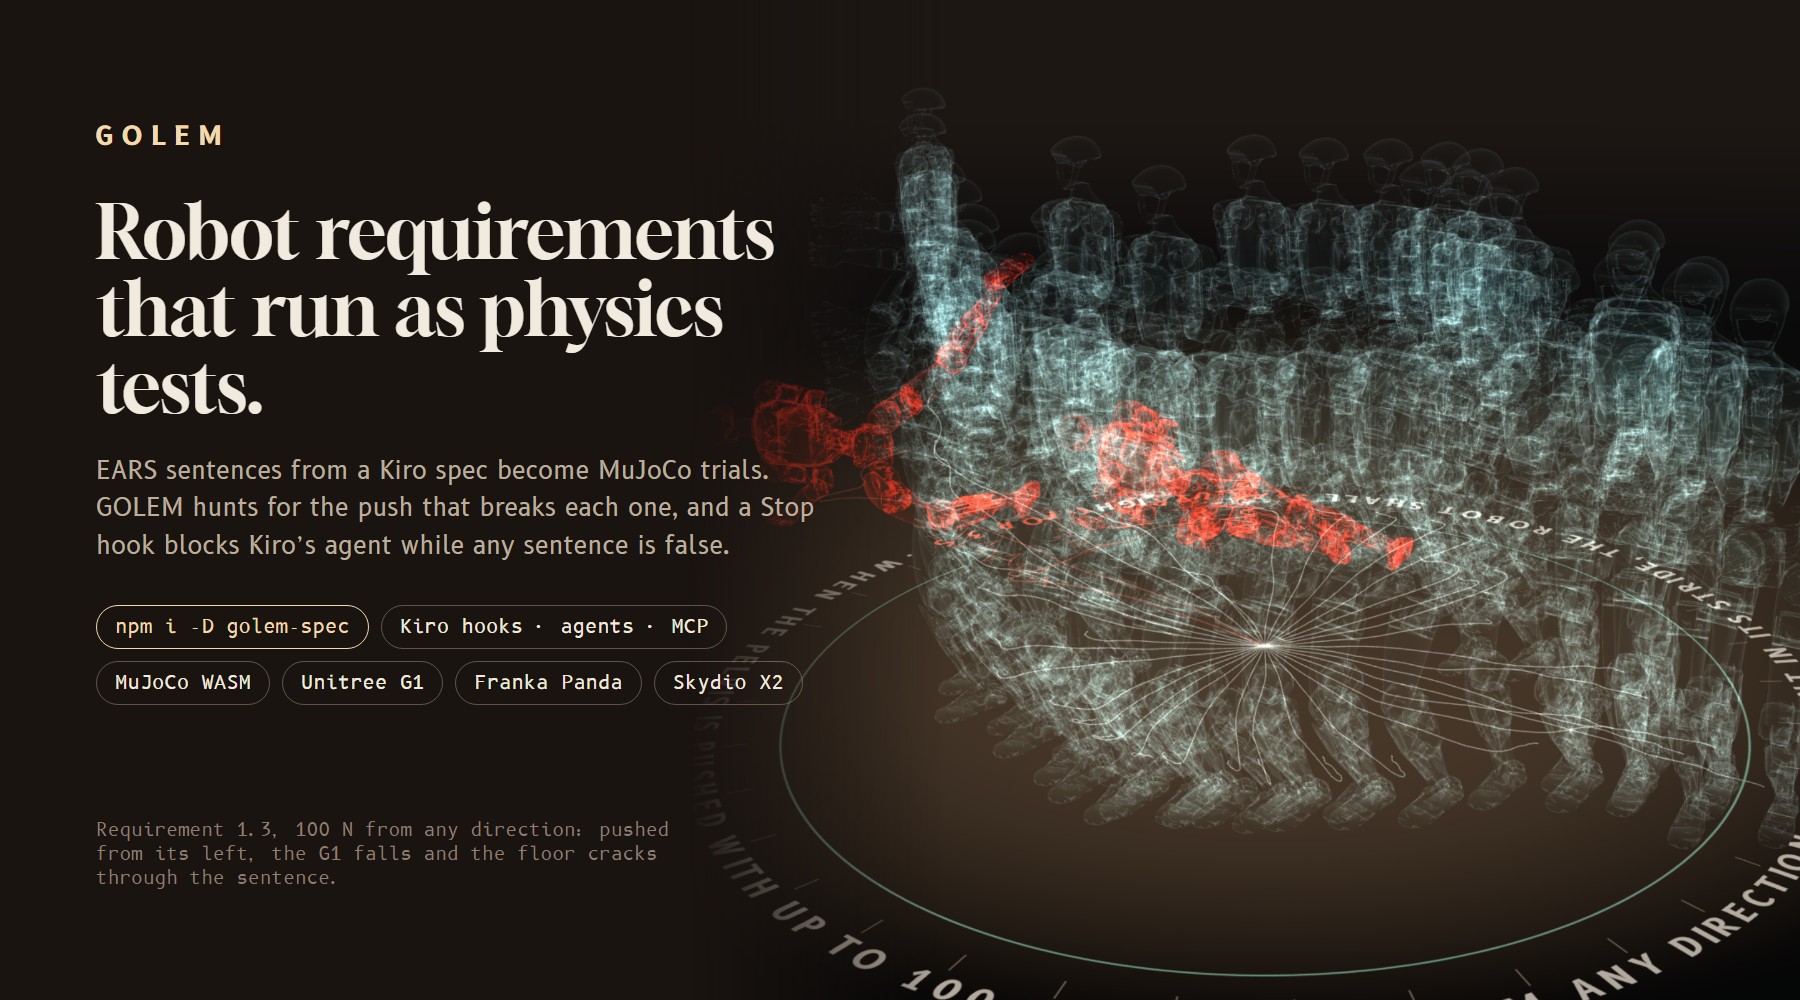 GOLEM
Robot requirements
that run as physics
tests.
EARS sentences from a Kiro spec become MuJoCo trials.
GOLEM hunts for the push that breaks each one, and a Stop
hook blocks Kiro’s agent while any sentence is false.
npm i -D golem-spec
Kiro hooks · agents · MCP
MuJoCo WASM
Unitree G1
Franka Panda
Skydio X2
Requirement 1.3, 100 N from any direction: pushed
from its left, the G1 falls and the floor cracks
through the sentence.
WHEN THE PELVIS IS PUSHED WITH UP TO 100
ANY DIRECTION
IN ITS STRIDE, THE ROBOT SHALL